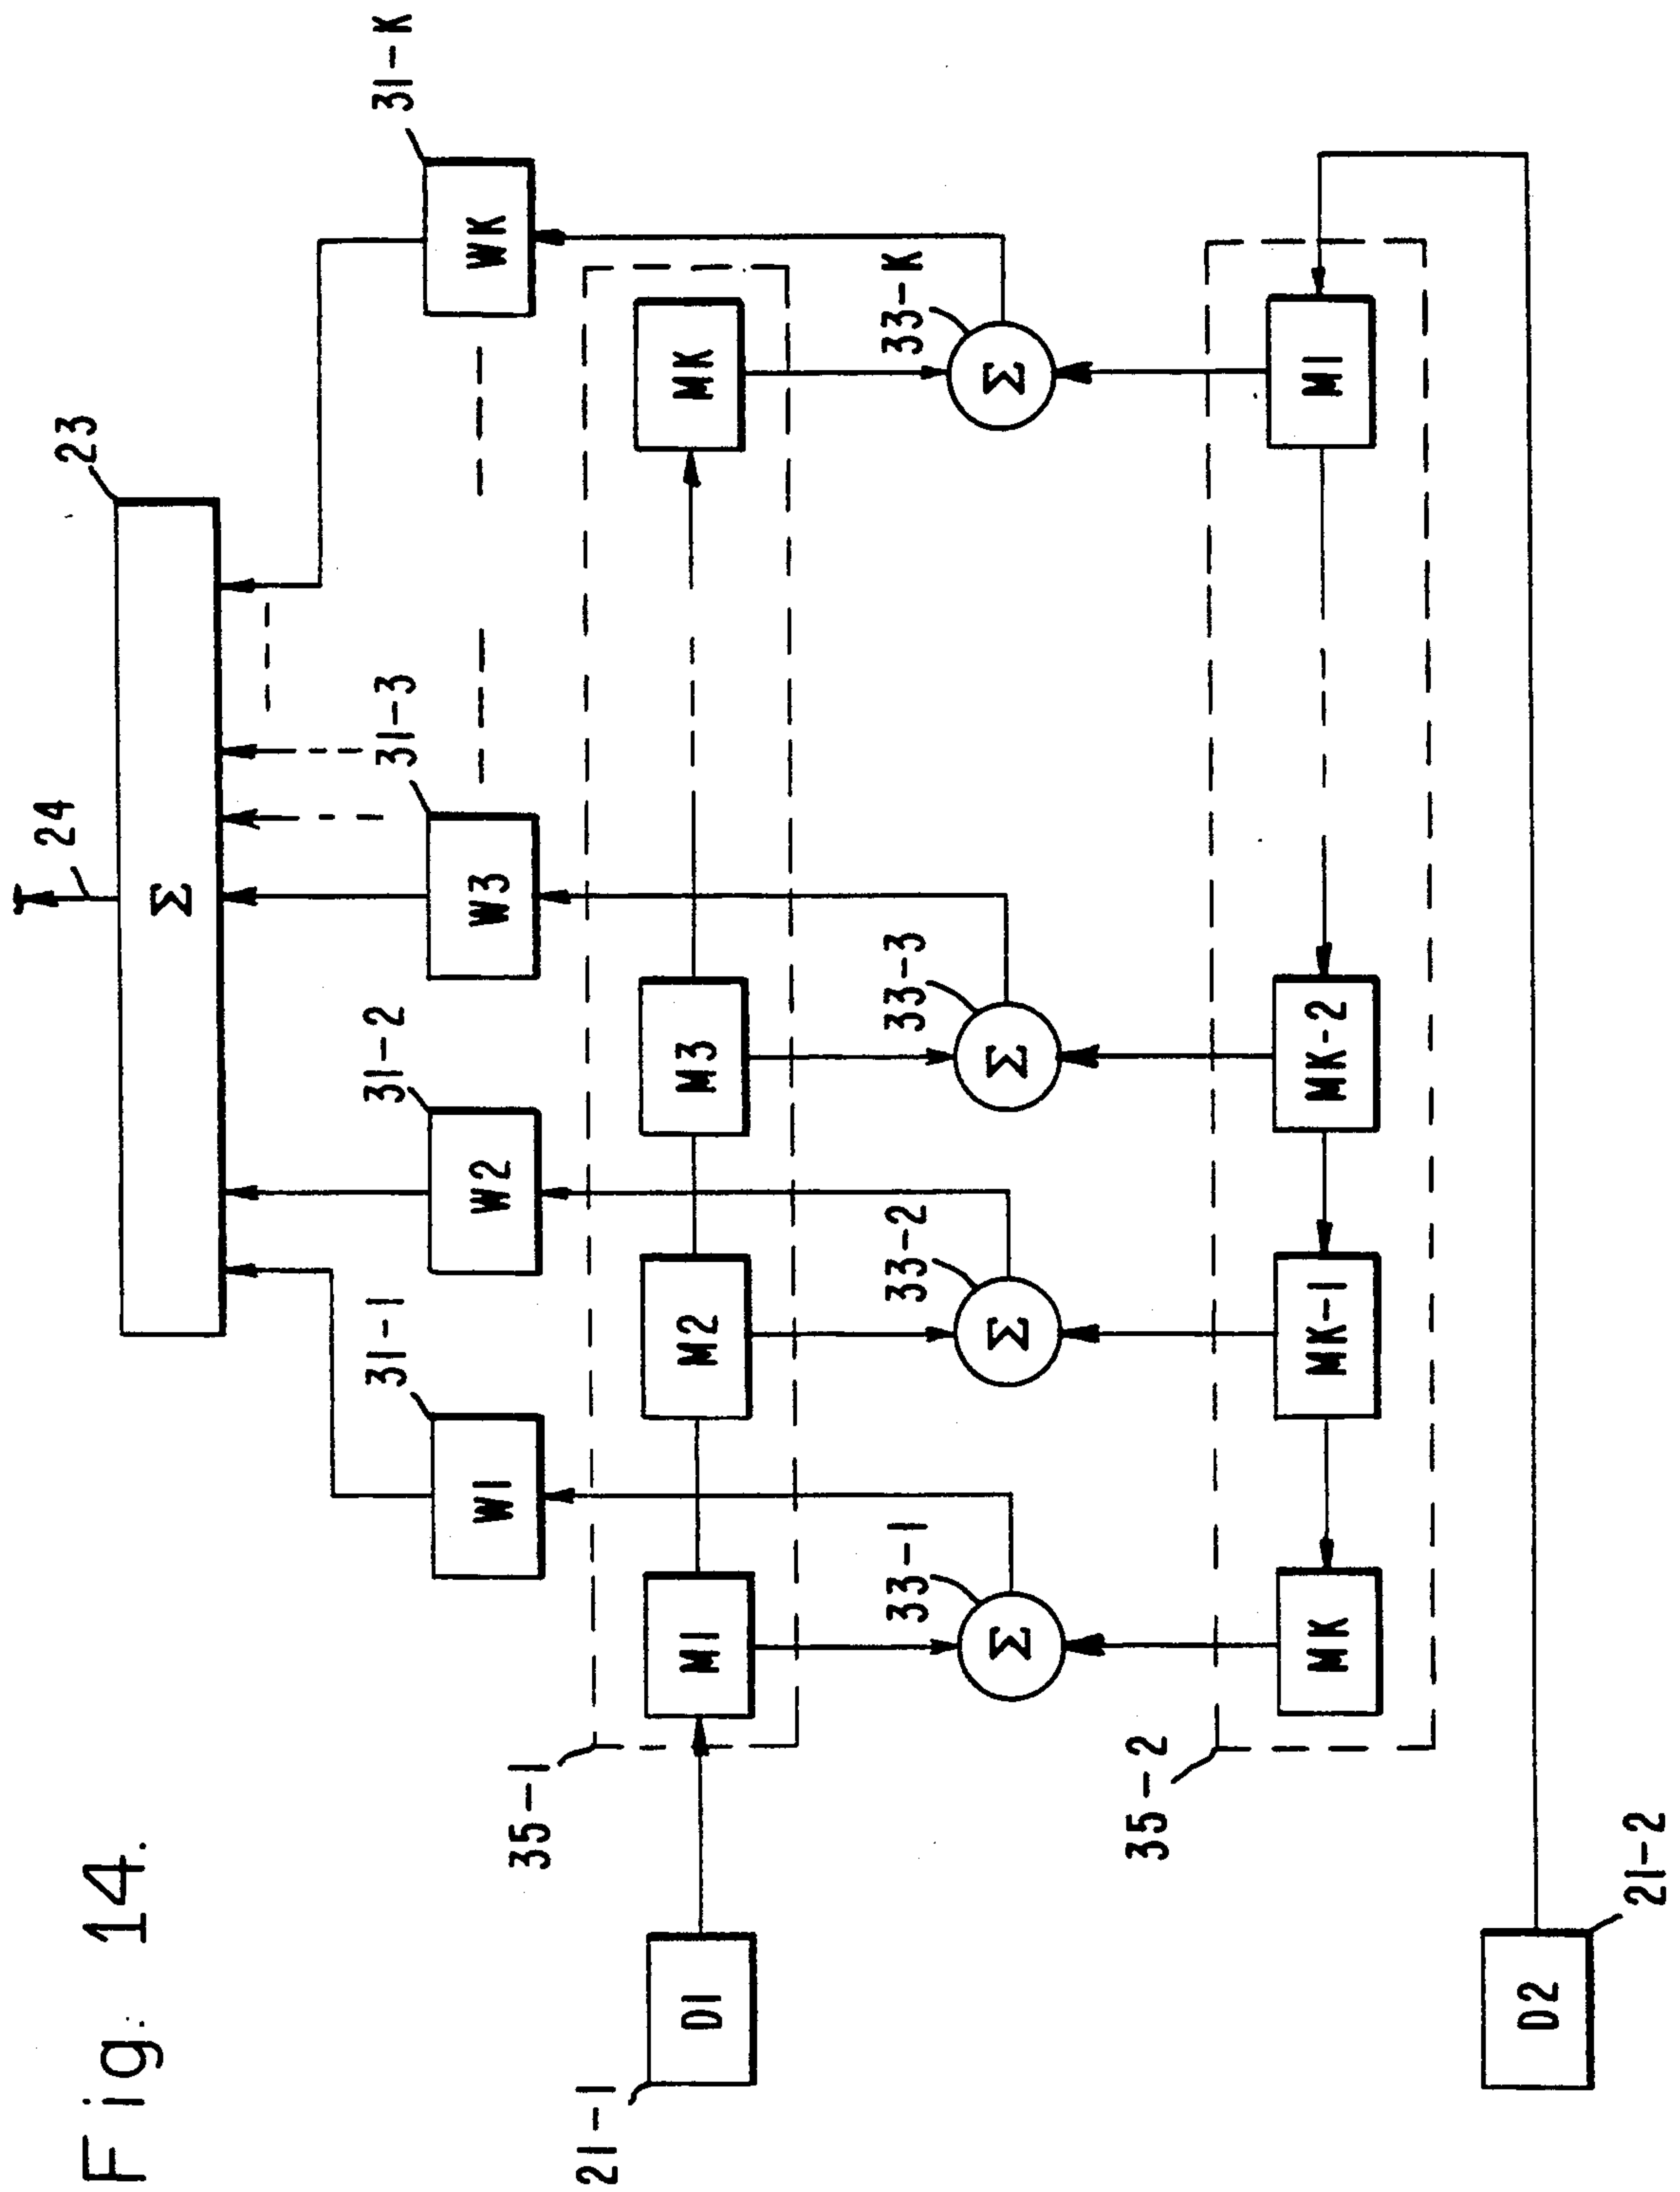 Fig. 14.
23
24
Σ
31-1
31-2
31-3
31-K
W1
W2
W3
WK
35-1
21-1
D1
M1
M2
M3
MK
33-1
33-2
33-3
33-K
Σ
Σ
Σ
Σ
35-2
MK
MK-1
MK-2
M1
D2
21-2